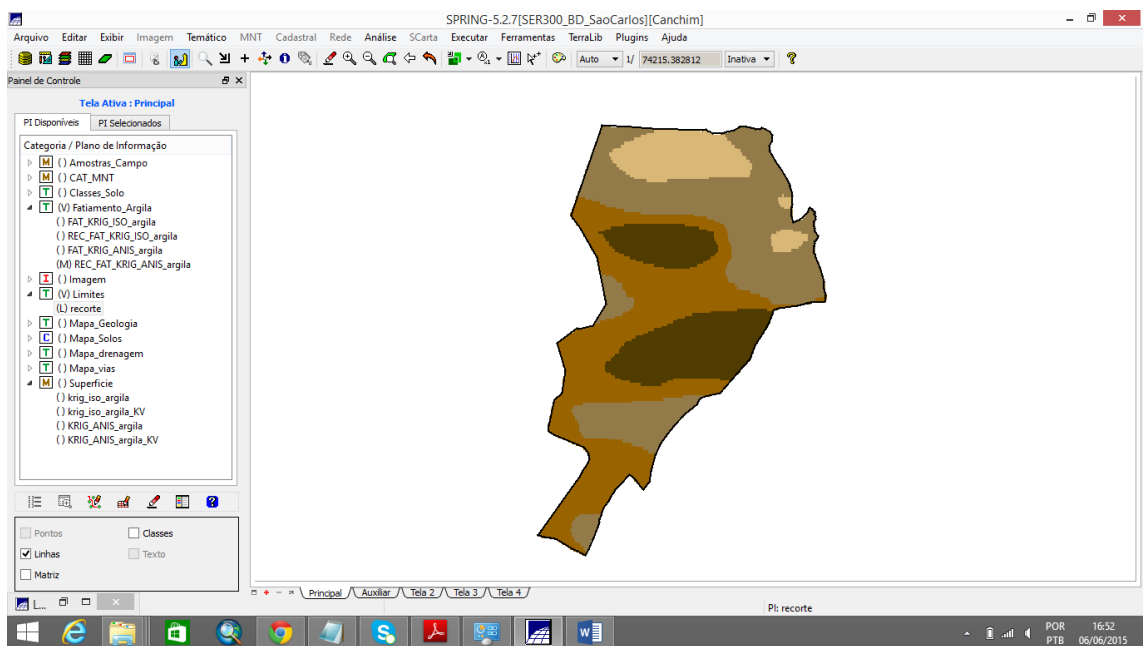 SPRING-5.2.7[SER300_BD_SaoCarlos][Canchim]
Arquivo Editar Exibir Imagem Temático MNT Cadastral Rede Análise SCarta Executar Ferramentas TerraLib Plugins Ajuda
Auto 1/ 74215.382812 Inativa
Painel de Controle
Tela Ativa : Principal
PI Disponíveis PI Selecionados
Categoria / Plano de Informação
M () Amostras_Campo
M () CAT_MNT
T () Classes_Solo
T (V) Fatiamento_Argila
() FAT_KRIG_ISO_argila
() REC_FAT_KRIG_ISO_argila
() FAT_KRIG_ANIS_argila
(M) REC_FAT_KRIG_ANIS_argila
I () Imagem
T (V) Limites
(L) recorte
T () Mapa_Geologia
C () Mapa_Solos
T () Mapa_drenagem
T () Mapa_vias
M () Superficie
() krig_iso_argila
() krig_iso_argila_KV
() KRIG_ANIS_argila
() KRIG_ANIS_argila_KV
Pontos Classes
Linhas Texto
Matriz
L...
Principal Auxiliar Tela 2 Tela 3 Tela 4
PI: recorte
POR 16:52
PTB 06/06/2015